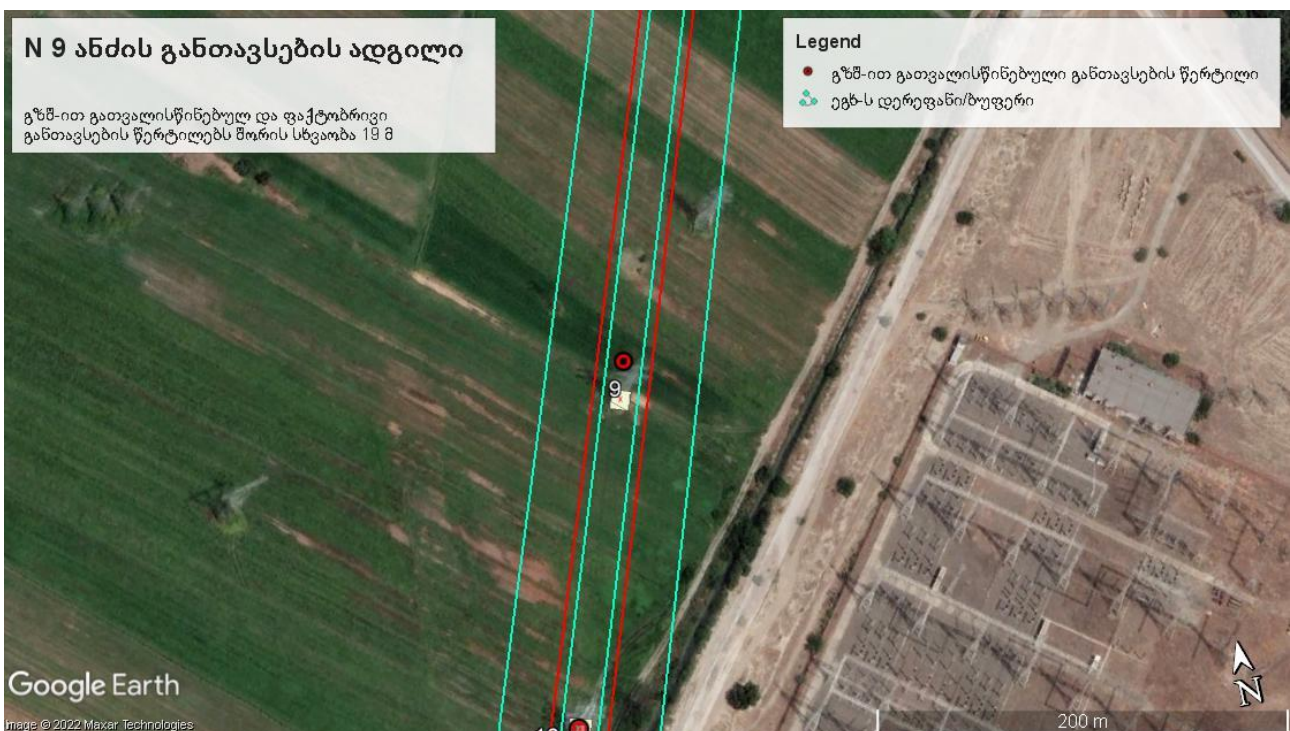 N 9 ანძის განთავსების ადგილი
გზშ-ით გათვალისწინებულ და ფაქტობრივი
განთავსების წერტილებს შორის სხვაობა 19 მ
Legend
გზშ-ით გათვალისწინებული განთავსების წერტილი
ეგხ-ს დერეფანი/ბუფერი
9
10
Google Earth
Image © 2022 Maxar Technologies
N
200 m